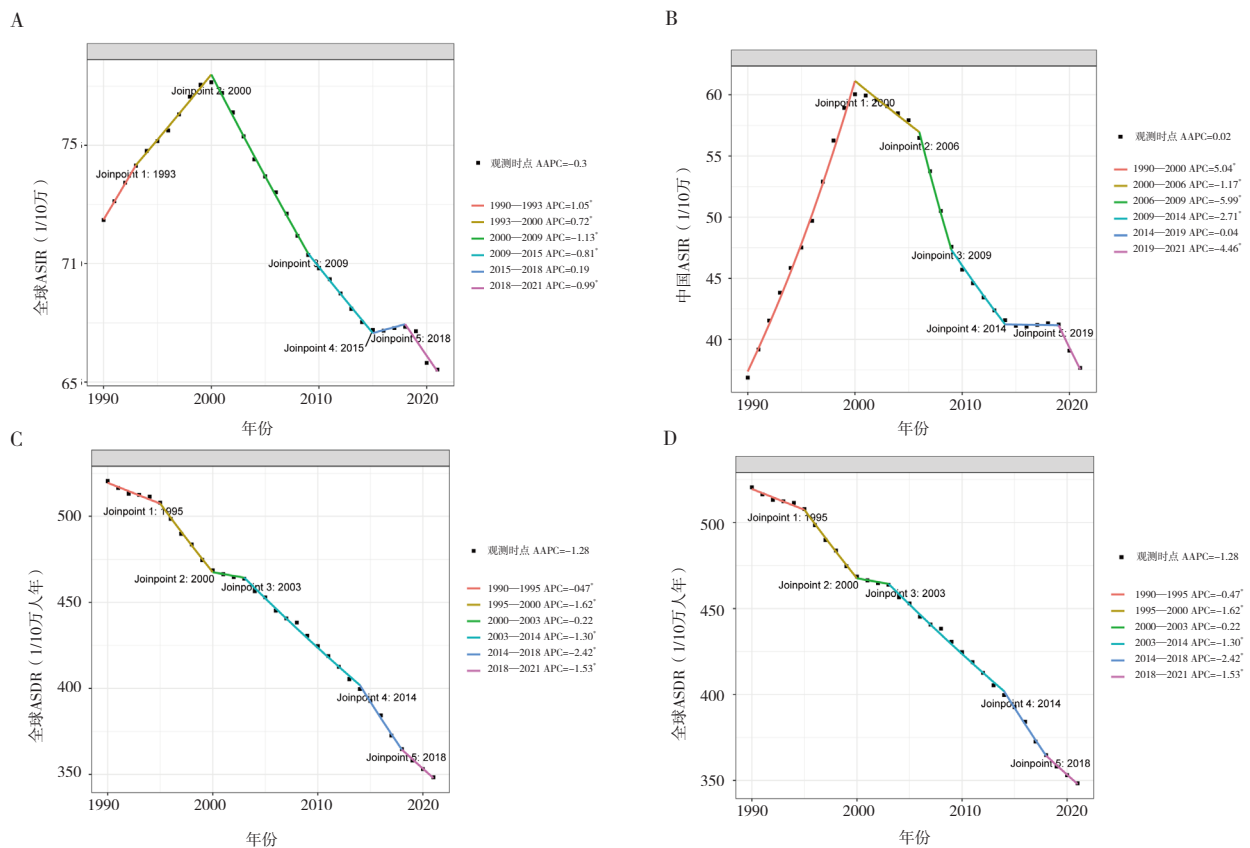 A
75
71
65
全球ASIR（1/10万）
1990
2000
2010
2020
年份
Joinpoint 1: 1993
Joinpoint 2: 2000
Joinpoint 3: 2009
Joinpoint 4: 2015
Joinpoint 5: 2018
观测时点 AAPC=−0.3
1990—1993 APC=1.05*
1993—2000 APC=0.72*
2000—2009 APC=−1.13*
2009—2015 APC=−0.81*
2015—2018 APC=0.19
2018—2021 APC=−0.99*
B
60
55
50
45
40
中国ASIR（1/10万）
1990
2000
2010
2020
年份
Joinpoint 1: 2000
Joinpoint 2: 2006
Joinpoint 3: 2009
Joinpoint 4: 2014
Joinpoint 5: 2019
观测时点 AAPC=0.02
1990—2000 APC=5.04*
2000—2006 APC=−1.17*
2006—2009 APC=−5.99*
2009—2014 APC=−2.71*
2014—2019 APC=−0.04
2019—2021 APC=−4.46*
C
500
450
400
350
全球ASDR（1/10万人年）
1990
2000
2010
2020
年份
Joinpoint 1: 1995
Joinpoint 2: 2000
Joinpoint 3: 2003
Joinpoint 4: 2014
Joinpoint 5: 2018
观测时点 AAPC=−1.28
1990—1995 APC=−047*
1995—2000 APC=−1.62*
2000—2003 APC=−0.22
2003—2014 APC=−1.30*
2014—2018 APC=−2.42*
2018—2021 APC=−1.53*
D
500
450
400
350
全球ASDR（1/10万人年）
1990
2000
2010
2020
年份
Joinpoint 1: 1995
Joinpoint 2: 2000
Joinpoint 3: 2003
Joinpoint 4: 2014
Joinpoint 5: 2018
观测时点 AAPC=−1.28
1990—1995 APC=−0.47*
1995—2000 APC=−1.62*
2000—2003 APC=−0.22
2003—2014 APC=−1.30*
2014—2018 APC=−2.42*
2018—2021 APC=−1.53*